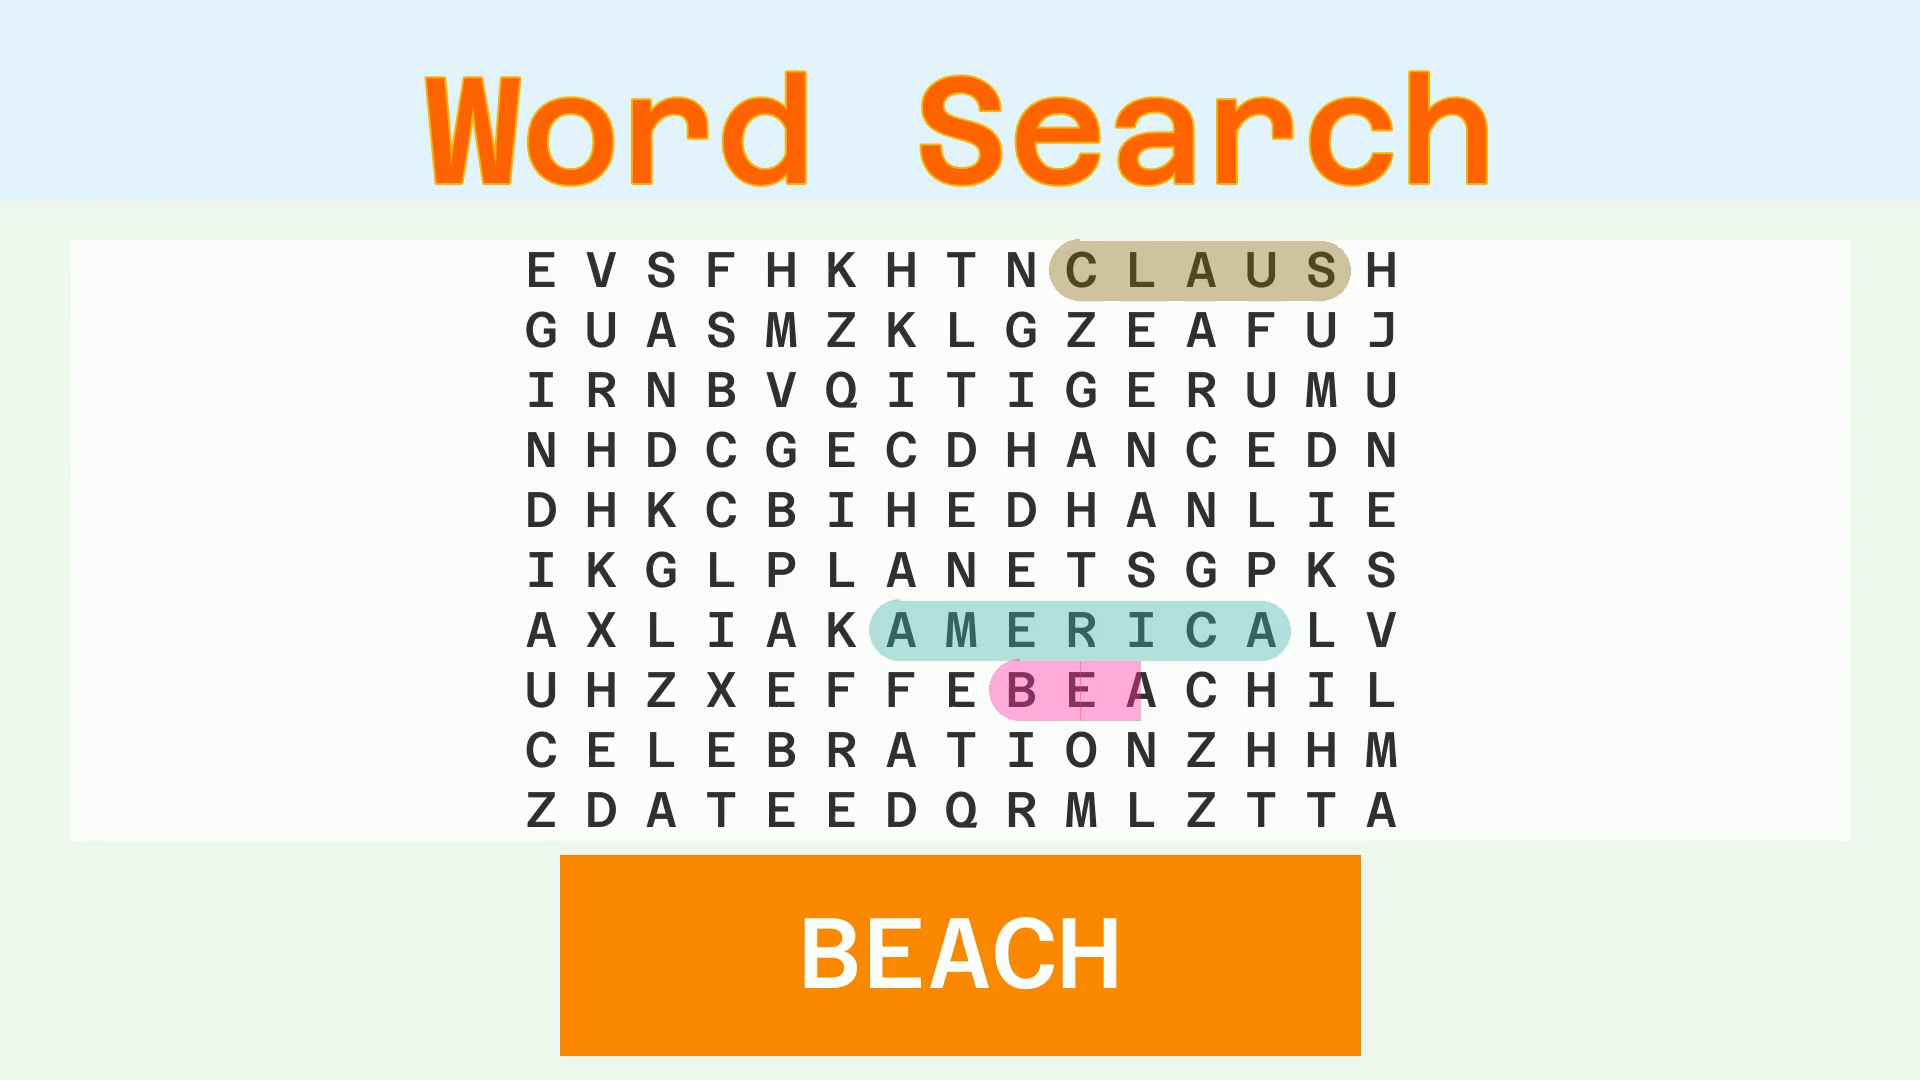 Word Search
E V S F H K H T N C L A U S H
G U A S M Z K L G Z E A F U J
I R N B V Q I T I G E R U M U
N H D C G E C D H A N C E D N
D H K C B I H E D H A N L I E
I K G L P L A N E T S G P K S
A X L I A K A M E R I C A L V
U H Z X E F F E B E A C H I L
C E L E B R A T I O N Z H H M
Z D A T E E D Q R M L Z T T A
BEACH